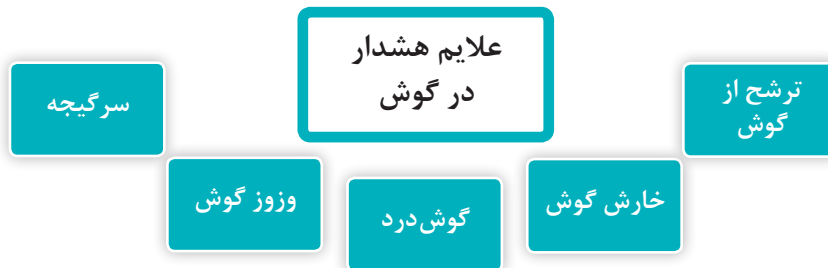 علایم هشدار
در گوش
ترشح از
گوش
خارش گوش
گوش‌درد
وزوز گوش
سرگیجه